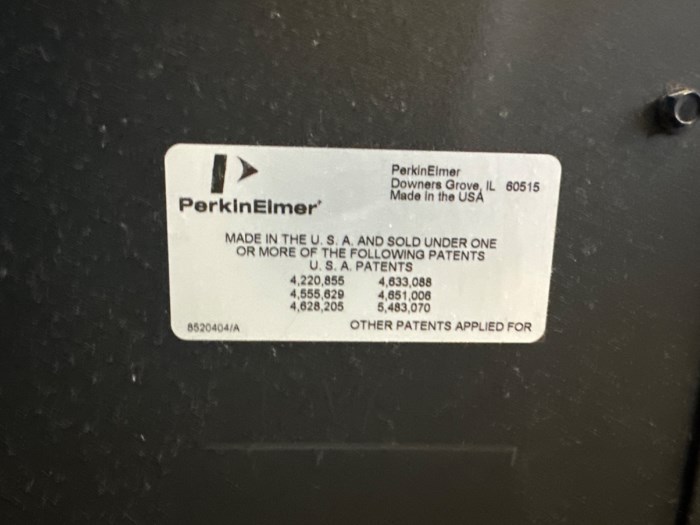 PerkinElmer
PerkinElmer
Downers Grove, IL 60515
Made in the USA
MADE IN THE U. S. A. AND SOLD UNDER ONE
OR MORE OF THE FOLLOWING PATENTS
U. S. A. PATENTS
4,220,855 4,633,088
4,555,629 4,651,006
4,628,205 5,483,070
8520404/A OTHER PATENTS APPLIED FOR